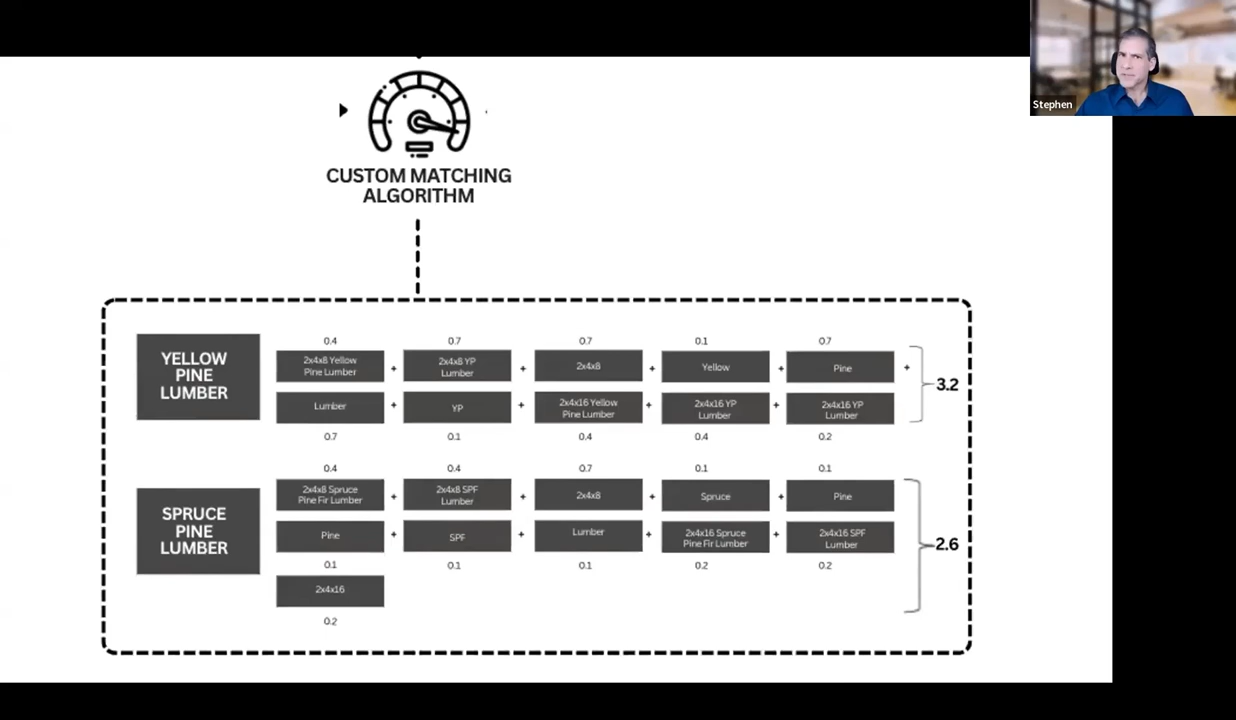 Stephen
CUSTOM MATCHING
ALGORITHM
YELLOW
PINE
LUMBER
0.4
0.7
0.7
0.1
0.7
2x4x8 Yellow
Pine Lumber
+
2x4x8 YP
Lumber
+
2x4x8
+
Yellow
+
Pine
+
Lumber
+
YP
+
2x4x16 Yellow
Pine Lumber
+
2x4x16 YP
Lumber
+
2x4x16 YP
Lumber
0.7
0.1
0.4
0.4
0.2
3.2
SPRUCE
PINE
LUMBER
0.4
0.4
0.7
0.1
0.1
2x4x8 Spruce
Pine Fir Lumber
+
2x4x8 SPF
Lumber
+
2x4x8
+
Spruce
+
Pine
Pine
+
SPF
+
Lumber
+
2x4x16 Spruce
Pine Fir Lumber
+
2x4x16 SPF
Lumber
0.1
0.1
0.1
0.2
0.2
2x4x16
0.2
2.6